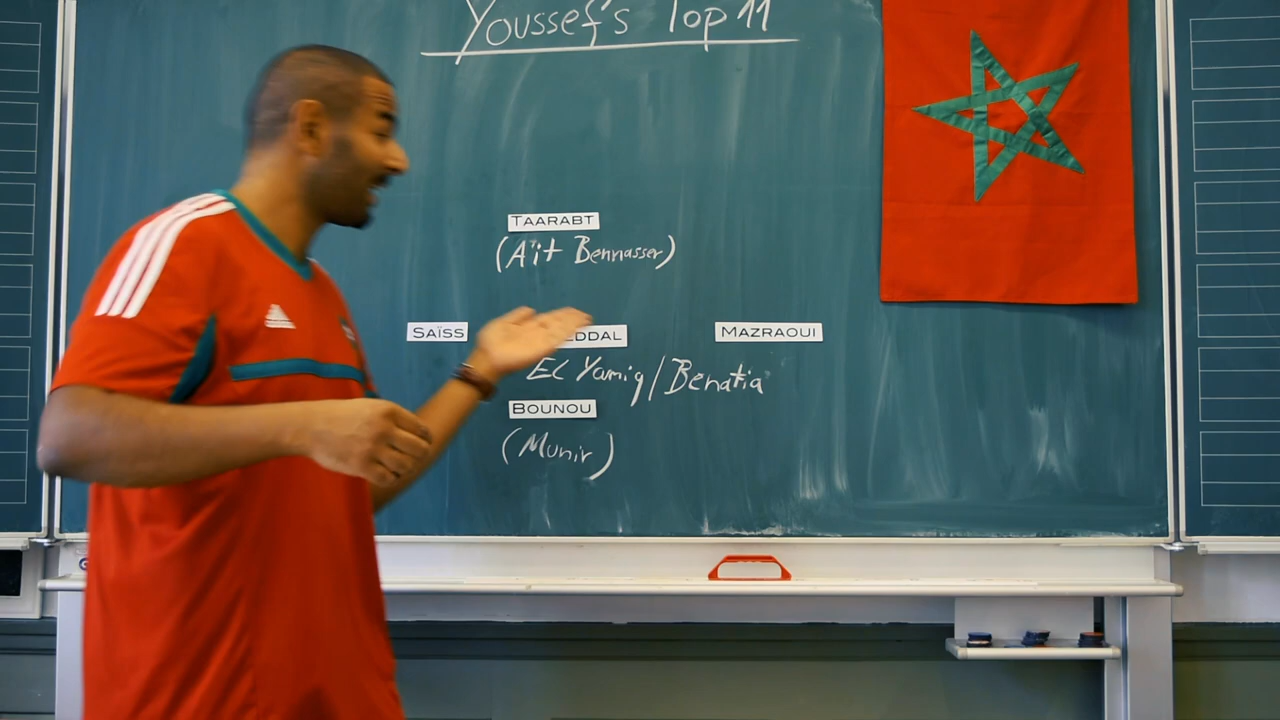 Youssef's Top 11
TAARABT
(Aït Bennasser)
SAÏSS
MAZRAOUI
El Yamiq/Benatia
BOUNOU
(Munir)